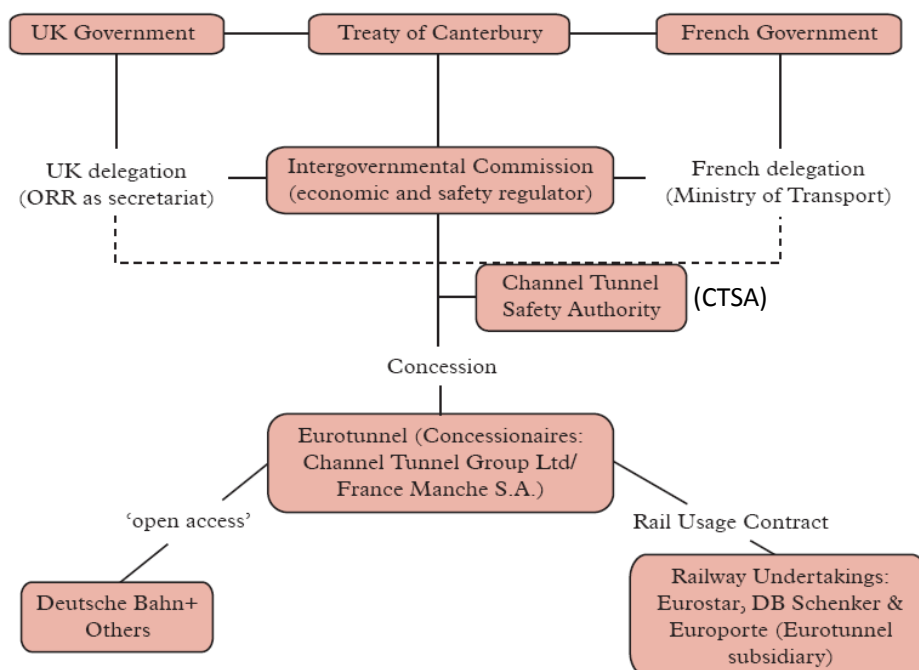 UK Government
Treaty of Canterbury
French Government
UK delegation
(ORR as secretariat)
Intergovernmental Commission
(economic and safety regulator)
French delegation
(Ministry of Transport)
Channel Tunnel
Safety Authority
(CTSA)
Concession
Eurotunnel (Concessionaires:
Channel Tunnel Group Ltd/
France Manche S.A.)
‘open access’
Rail Usage Contract
Deutsche Bahn+
Others
Railway Undertakings:
Eurostar, DB Schenker &
Europorte (Eurotunnel
subsidiary)